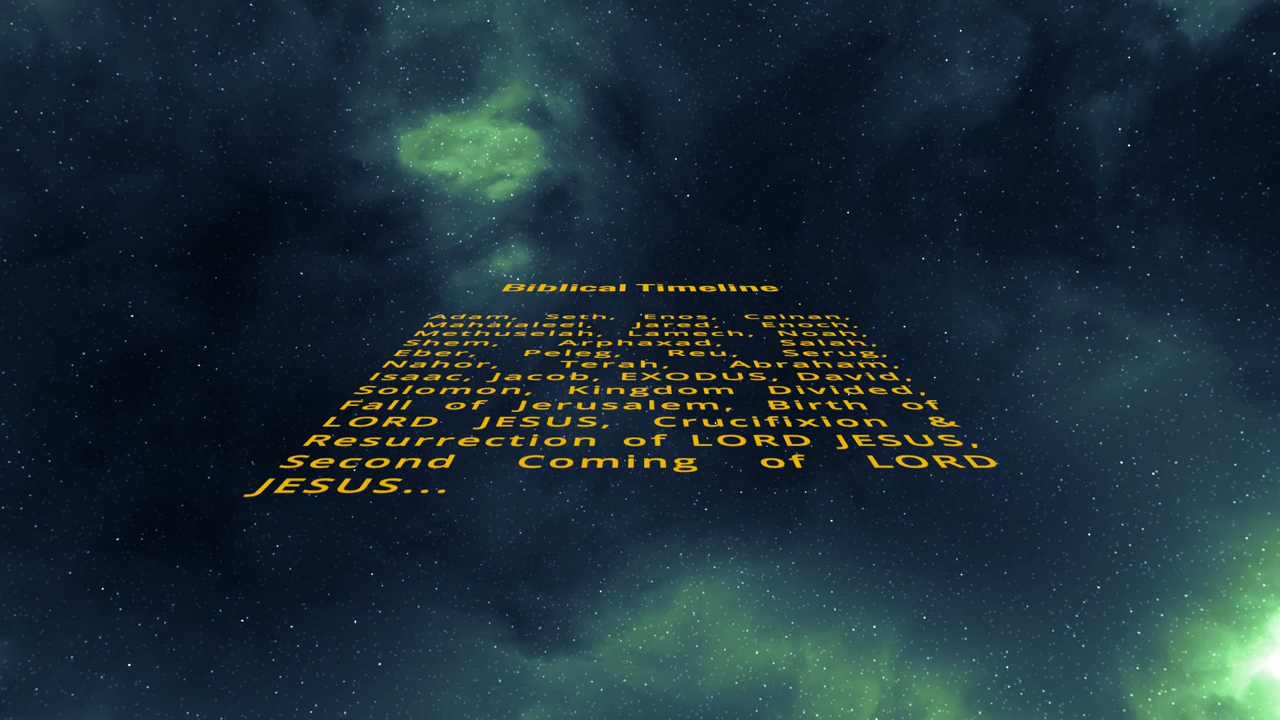 Biblical Timeline
Adam, Seth, Enos, Cainan,
Mahalaleel, Jared, Enoch,
Methuselah, Lamech, Noah,
Shem, Arphaxad, Salah,
Eber, Peleg, Reu, Serug,
Nahor, Terah, Abraham,
Isaac, Jacob, EXODUS, David,
Solomon, Kingdom Divided,
Fall of Jerusalem, Birth of
LORD JESUS, Crucifixion &
Resurrection of LORD JESUS,
Second Coming of LORD
JESUS...